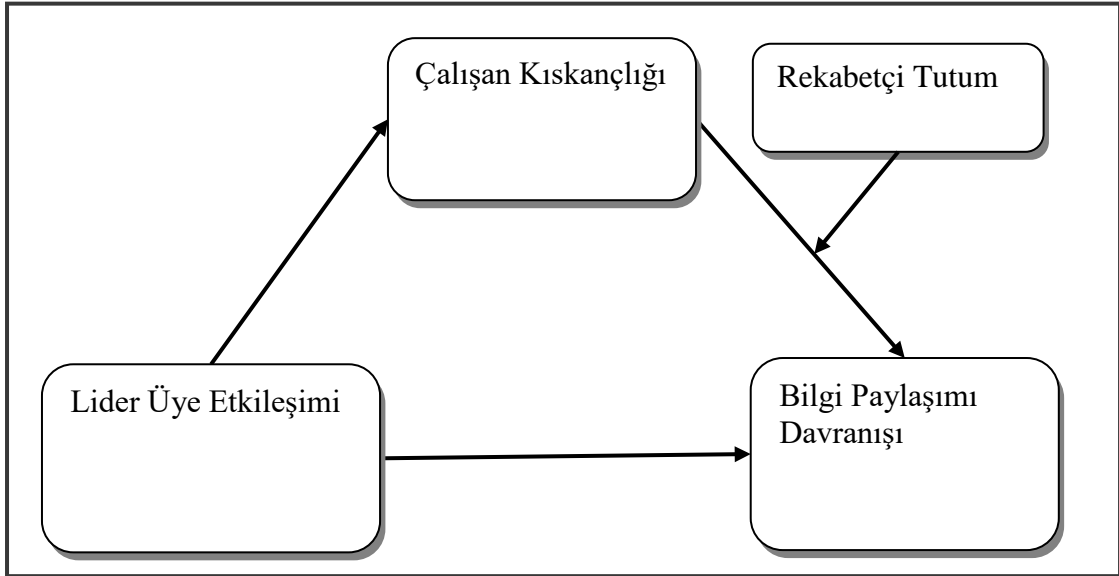 Çalışan Kıskançlığı
Rekabetçi Tutum
Lider Üye Etkileşimi
Bilgi Paylaşımı
Davranışı